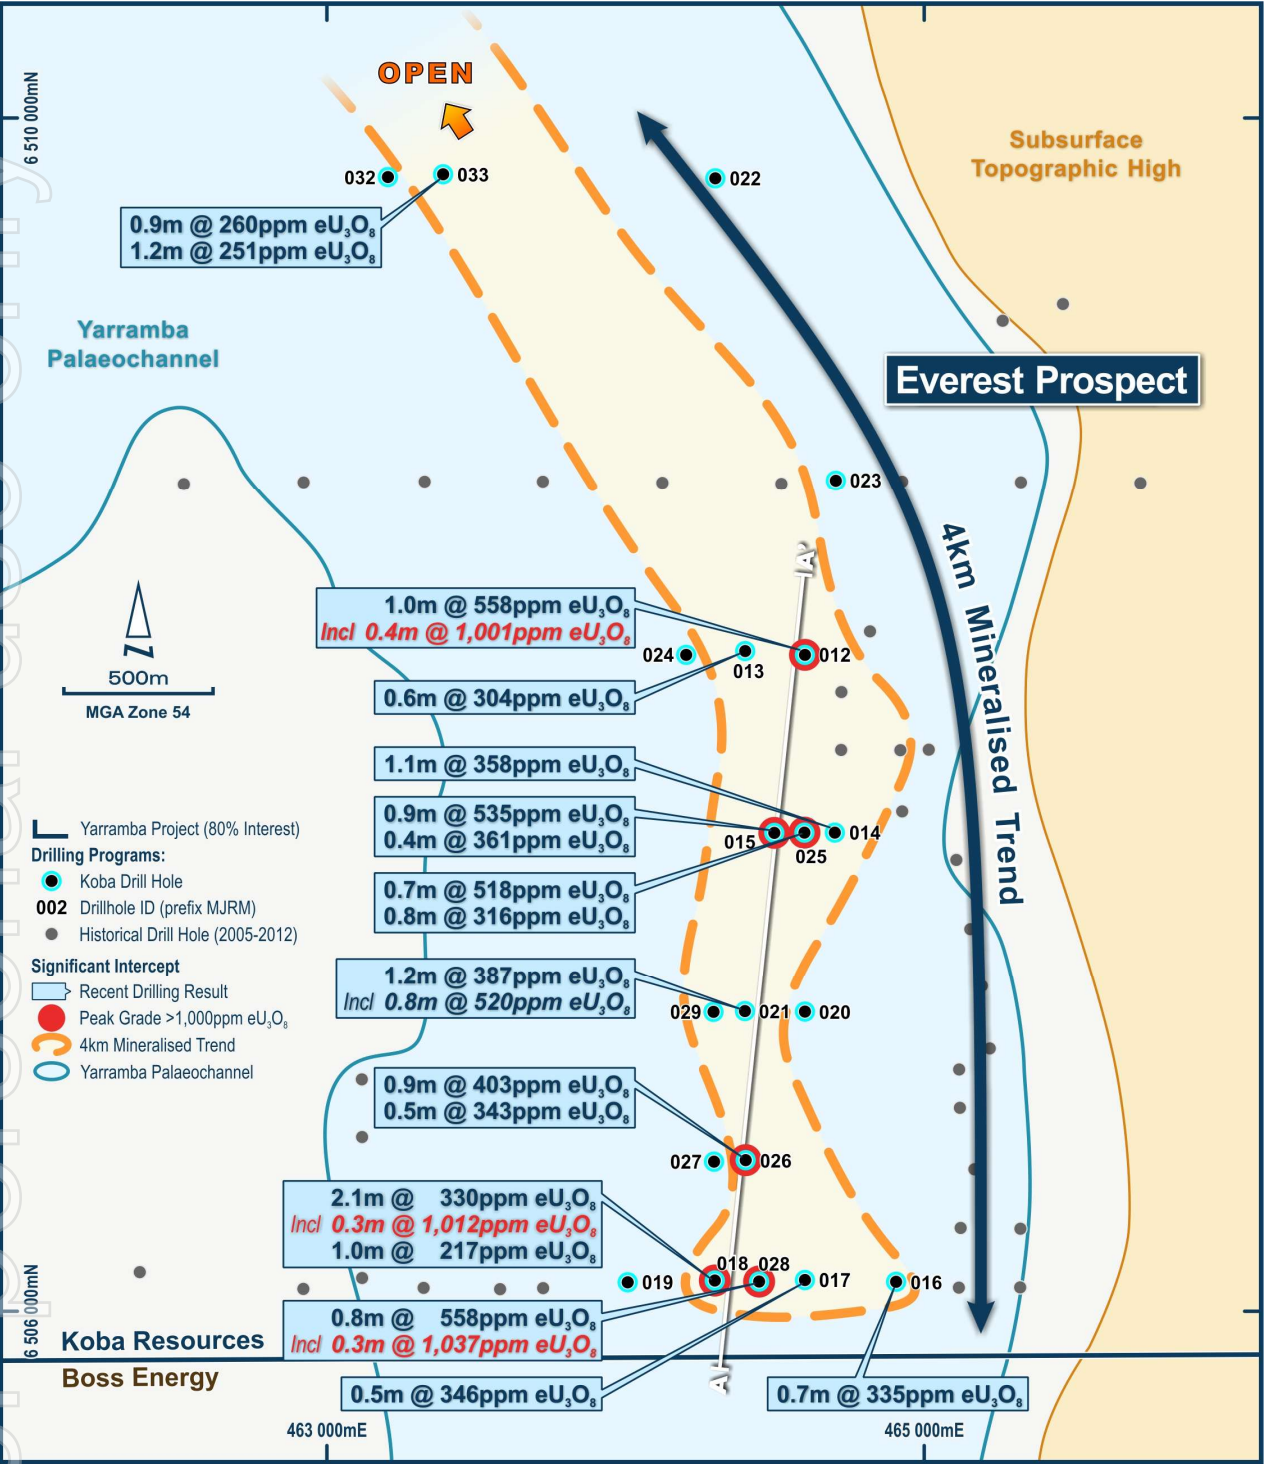 OPEN
6 510 000mN
Subsurface
Topographic High
032
033
022
0.9m @ 260ppm eU₃O₈
1.2m @ 251ppm eU₃O₈
Yarramba
Palaeochannel
Everest Prospect
023
4km Mineralised Trend
A'
1.0m @ 558ppm eU₃O₈
Incl 0.4m @ 1,001ppm eU₃O₈
024
013
012
N
500m
MGA Zone 54
0.6m @ 304ppm eU₃O₈
1.1m @ 358ppm eU₃O₈
0.9m @ 535ppm eU₃O₈
0.4m @ 361ppm eU₃O₈
015
025
014
0.7m @ 518ppm eU₃O₈
0.8m @ 316ppm eU₃O₈
Yarramba Project (80% Interest)
Drilling Programs:
Koba Drill Hole
002 Drillhole ID (prefix MJRM)
Historical Drill Hole (2005-2012)
Significant Intercept
Recent Drilling Result
Peak Grade >1,000ppm eU₃O₈
4km Mineralised Trend
Yarramba Palaeochannel
1.2m @ 387ppm eU₃O₈
Incl 0.8m @ 520ppm eU₃O₈
029
021
020
0.9m @ 403ppm eU₃O₈
0.5m @ 343ppm eU₃O₈
027
026
2.1m @ 330ppm eU₃O₈
Incl 0.3m @ 1,012ppm eU₃O₈
1.0m @ 217ppm eU₃O₈
019
018
028
017
016
0.8m @ 558ppm eU₃O₈
Incl 0.3m @ 1,037ppm eU₃O₈
6 506 000mN
Koba Resources
Boss Energy
A
0.5m @ 346ppm eU₃O₈
0.7m @ 335ppm eU₃O₈
463 000mE
465 000mE